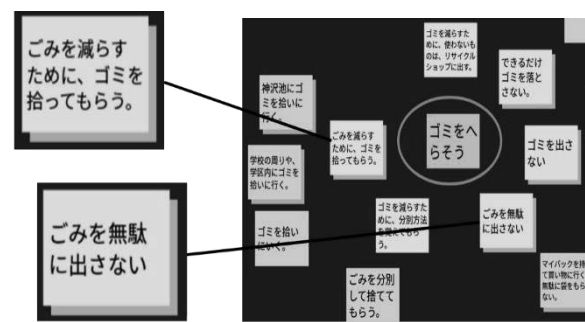 ごみを減らす
ために、ゴミを
拾ってもらう。
ごみを無駄
に出さない
ゴミを減らすた
めに、使わないも
のは、リサイクル
ショップに出す。
できるだけ
ゴミを落と
さない。
神沢池にゴ
ミを拾いに
行く。
ごみを減らす
ために、ゴミを
拾ってもらう。
ゴミをへ
らそう
ゴミを出さ
ない
学校の周りや、
学区内にゴミを
拾いに行く。
ゴミを減らすた
めに、分別方法
を覚えてもら
う。
ごみを無駄
に出さない
ゴミを拾い
にいく。
ごみを分別
して捨てて
もらう。
マイバックを持
て買い物に行く
無駄に袋をもら
ない。